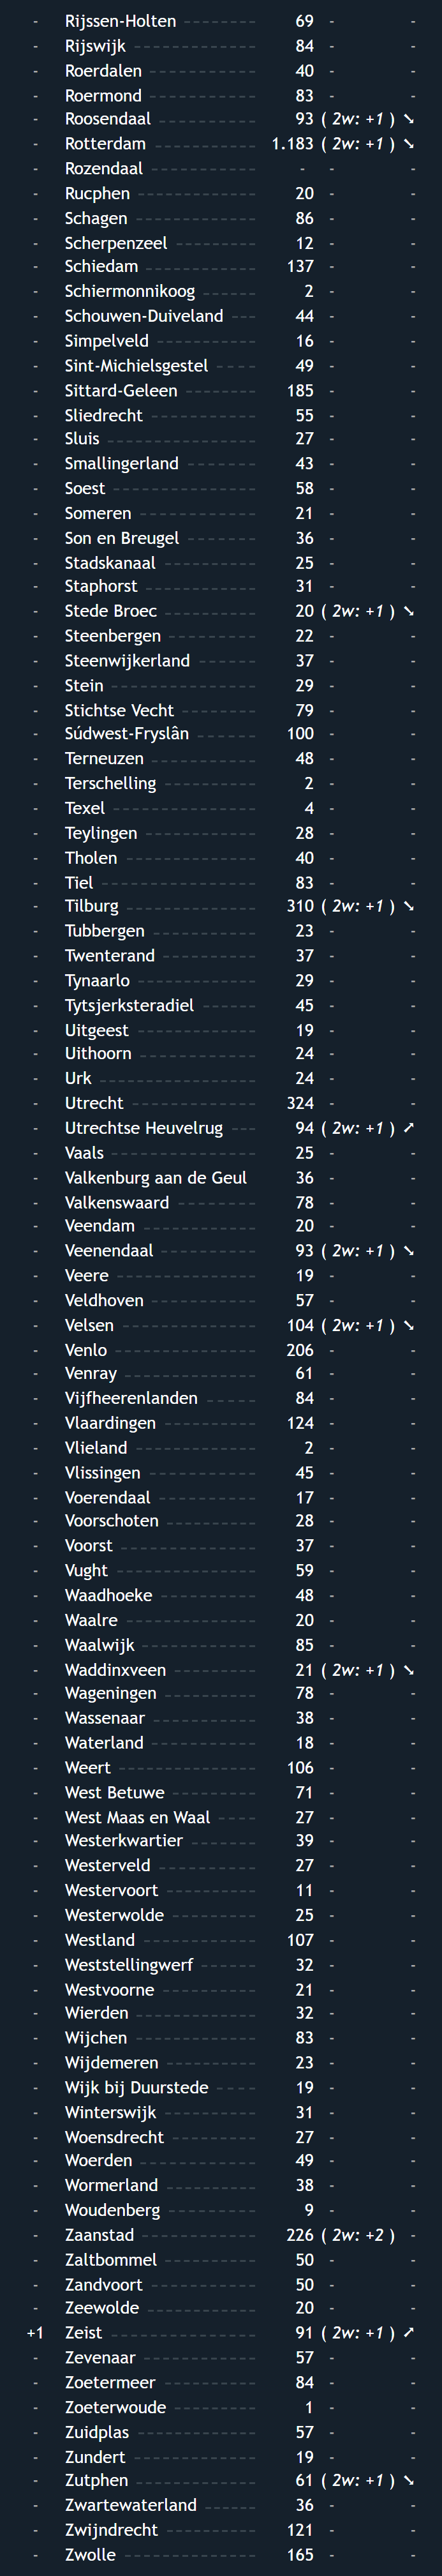 - Rijssen-Holten 69 - -
- Rijswijk 84 - -
- Roerdalen 40 - -
- Roermond 83 - -
- Roosendaal 93 ( 2w: +1 ) ↘
- Rotterdam 1.183 ( 2w: +1 ) ↘
- Rozendaal - - -
- Rucphen 20 - -
- Schagen 86 - -
- Scherpenzeel 12 - -
- Schiedam 137 - -
- Schiermonnikoog 2 - -
- Schouwen-Duiveland 44 - -
- Simpelveld 16 - -
- Sint-Michielsgestel 49 - -
- Sittard-Geleen 185 - -
- Sliedrecht 55 - -
- Sluis 27 - -
- Smallingerland 43 - -
- Soest 58 - -
- Someren 21 - -
- Son en Breugel 36 - -
- Stadskanaal 25 - -
- Staphorst 31 - -
- Stede Broec 20 ( 2w: +1 ) ↘
- Steenbergen 22 - -
- Steenwijkerland 37 - -
- Stein 29 - -
- Stichtse Vecht 79 - -
- Súdwest-Fryslân 100 - -
- Terneuzen 48 - -
- Terschelling 2 - -
- Texel 4 - -
- Teylingen 28 - -
- Tholen 40 - -
- Tiel 83 - -
- Tilburg 310 ( 2w: +1 ) ↘
- Tubbergen 23 - -
- Twenterand 37 - -
- Tynaarlo 29 - -
- Tytsjerksteradiel 45 - -
- Uitgeest 19 - -
- Uithoorn 24 - -
- Urk 24 - -
- Utrecht 324 - -
- Utrechtse Heuvelrug 94 ( 2w: +1 ) ↗
- Vaals 25 - -
- Valkenburg aan de Geul 36 - -
- Valkenswaard 78 - -
- Veendam 20 - -
- Veenendaal 93 ( 2w: +1 ) ↘
- Veere 19 - -
- Veldhoven 57 - -
- Velsen 104 ( 2w: +1 ) ↘
- Venlo 206 - -
- Venray 61 - -
- Vijfheerenlanden 84 - -
- Vlaardingen 124 - -
- Vlieland 2 - -
- Vlissingen 45 - -
- Voerendaal 17 - -
- Voorschoten 28 - -
- Voorst 37 - -
- Vught 59 - -
- Waadhoeke 48 - -
- Waalre 20 - -
- Waalwijk 85 - -
- Waddinxveen 21 ( 2w: +1 ) ↘
- Wageningen 78 - -
- Wassenaar 38 - -
- Waterland 18 - -
- Weert 106 - -
- West Betuwe 71 - -
- West Maas en Waal 27 - -
- Westerkwartier 39 - -
- Westerveld 27 - -
- Westervoort 11 - -
- Westerwolde 25 - -
- Westland 107 - -
- Weststellingwerf 32 - -
- Westvoorne 21 - -
- Wierden 32 - -
- Wijchen 83 - -
- Wijdemeren 23 - -
- Wijk bij Duurstede 19 - -
- Winterswijk 31 - -
- Woensdrecht 27 - -
- Woerden 49 - -
- Wormerland 38 - -
- Woudenberg 9 - -
- Zaanstad 226 ( 2w: +2 ) -
- Zaltbommel 50 - -
- Zandvoort 50 - -
- Zeewolde 20 - -
+1 Zeist 91 ( 2w: +1 ) ↗
- Zevenaar 57 - -
- Zoetermeer 84 - -
- Zoeterwoude 1 - -
- Zuidplas 57 - -
- Zundert 19 - -
- Zutphen 61 ( 2w: +1 ) ↘
- Zwartewaterland 36 - -
- Zwijndrecht 121 - -
- Zwolle 165 - -